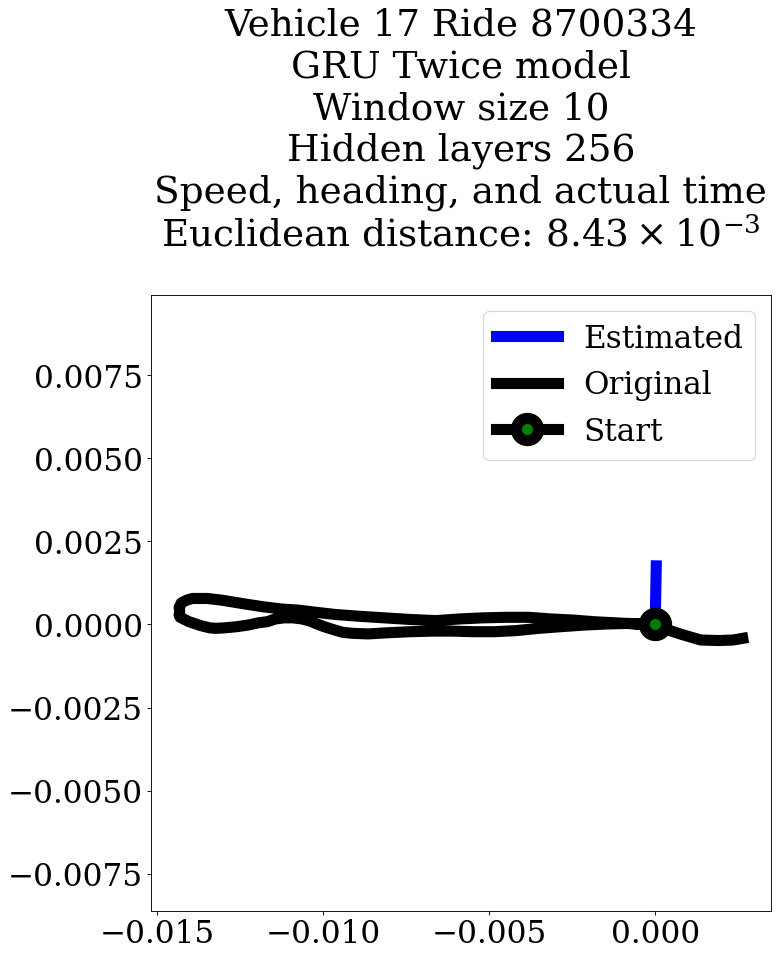 Vehicle 17 Ride 8700334
GRU Twice model
Window size 10
Hidden layers 256
Speed, heading, and actual time
Euclidean distance: 8.43 × 10⁻³
Estimated
Original
Start
0.0075
0.0050
0.0025
0.0000
−0.0025
−0.0050
−0.0075
−0.015 −0.010 −0.005 0.000